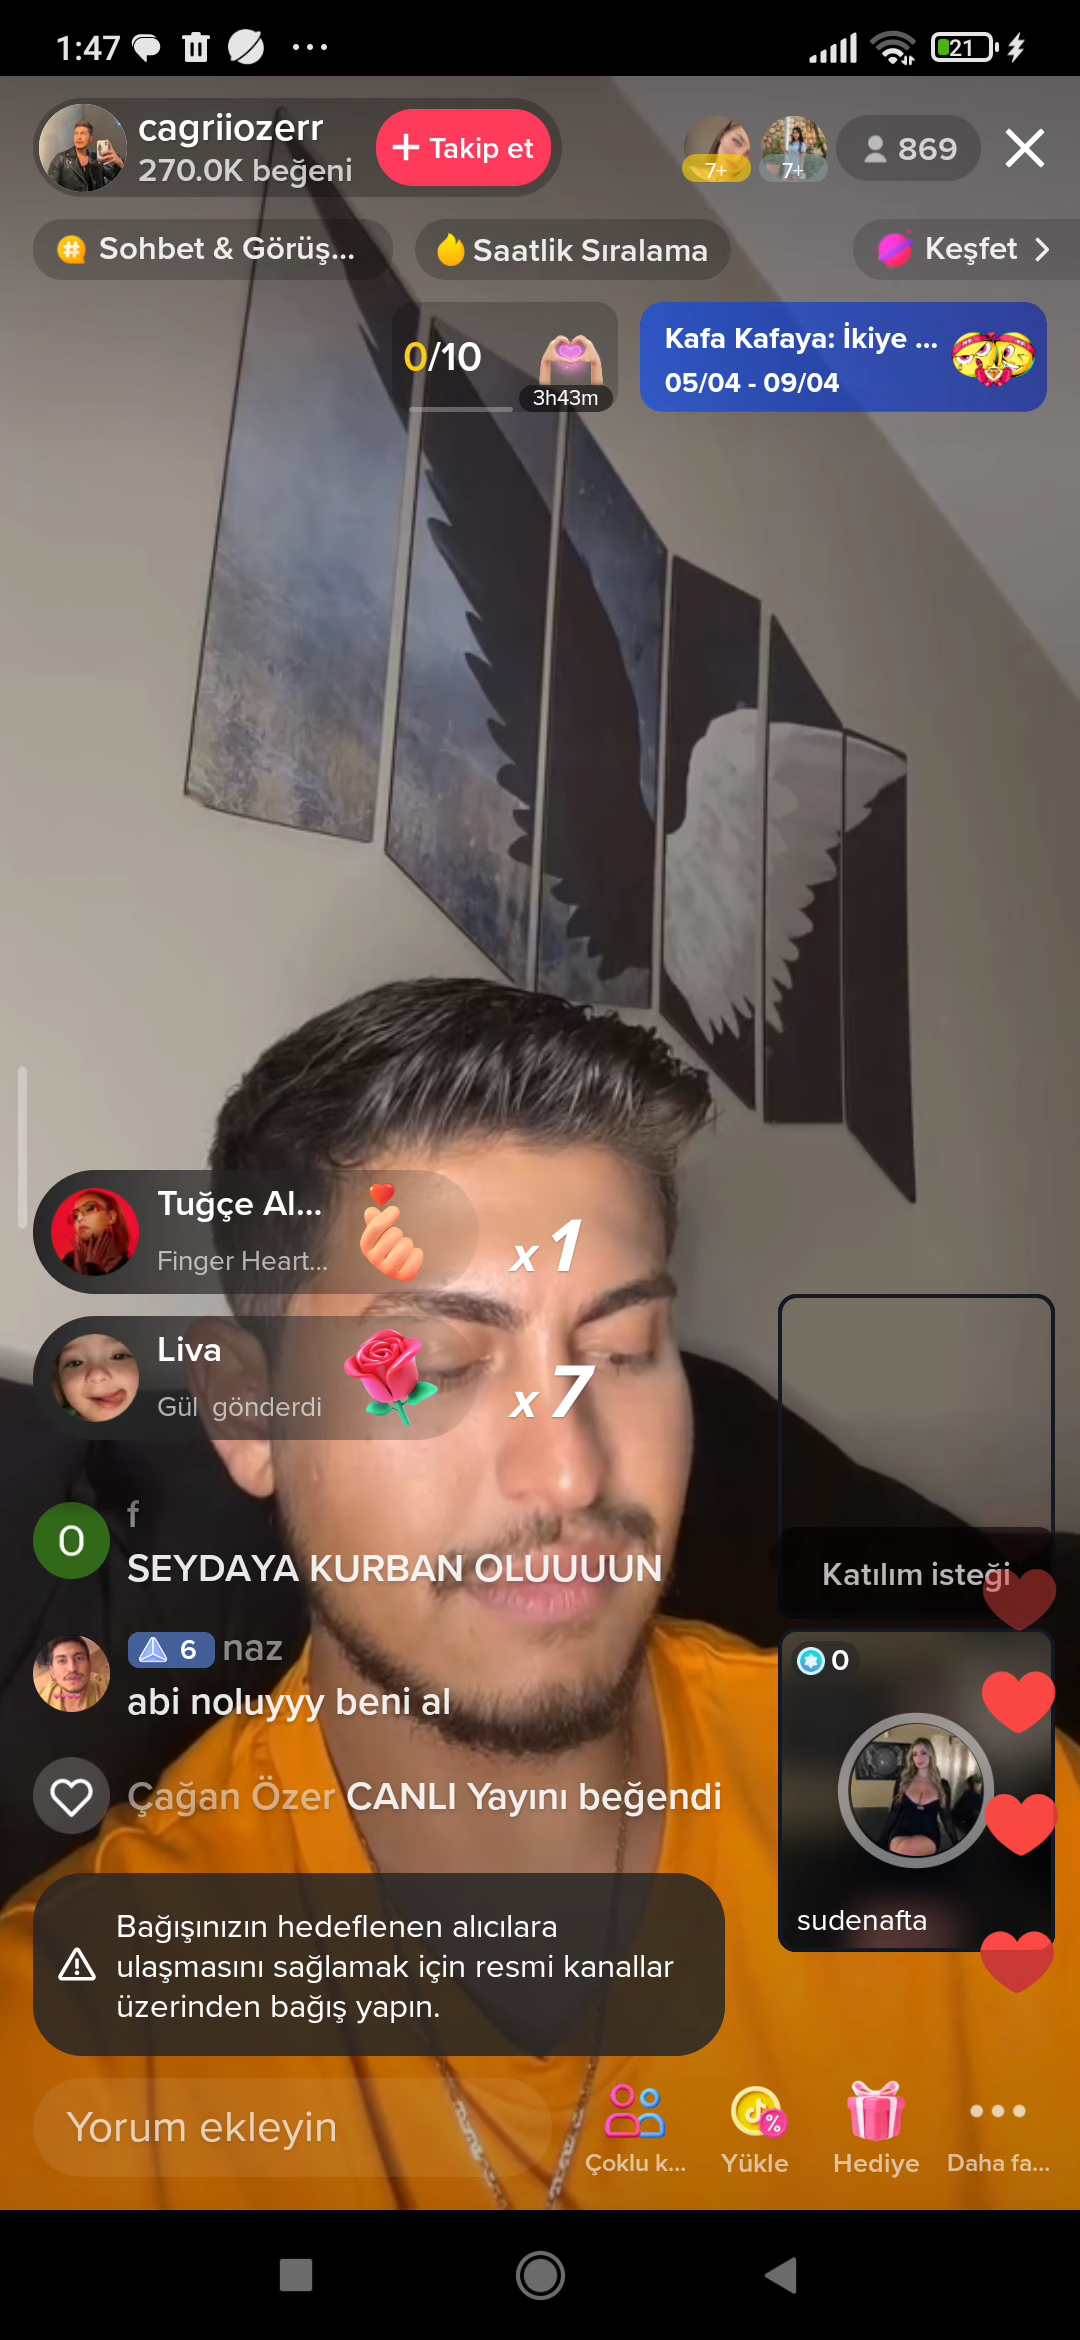 1:47
21
cagriiozerr
270.0K beğeni
+ Takip et
7+
7+
869
Sohbet & Görüş...
Saatlik Sıralama
Keşfet
0/10
3h43m
Kafa Kafaya: İkiye ...
05/04 - 09/04
Tuğçe Al...
Finger Heart...
x1
Liva
Gül gönderdi
x7
O
f
SEYDAYA KURBAN OLUUUUN
6 naz
abi noluyyy beni al
Çağan Özer CANLI Yayını beğendi
Katılım isteği
0
sudenafta
Bağışınızın hedeflenen alıcılara
ulaşmasını sağlamak için resmi kanallar
üzerinden bağış yapın.
Yorum ekleyin
Çoklu k...
Yükle
Hediye
Daha fa...